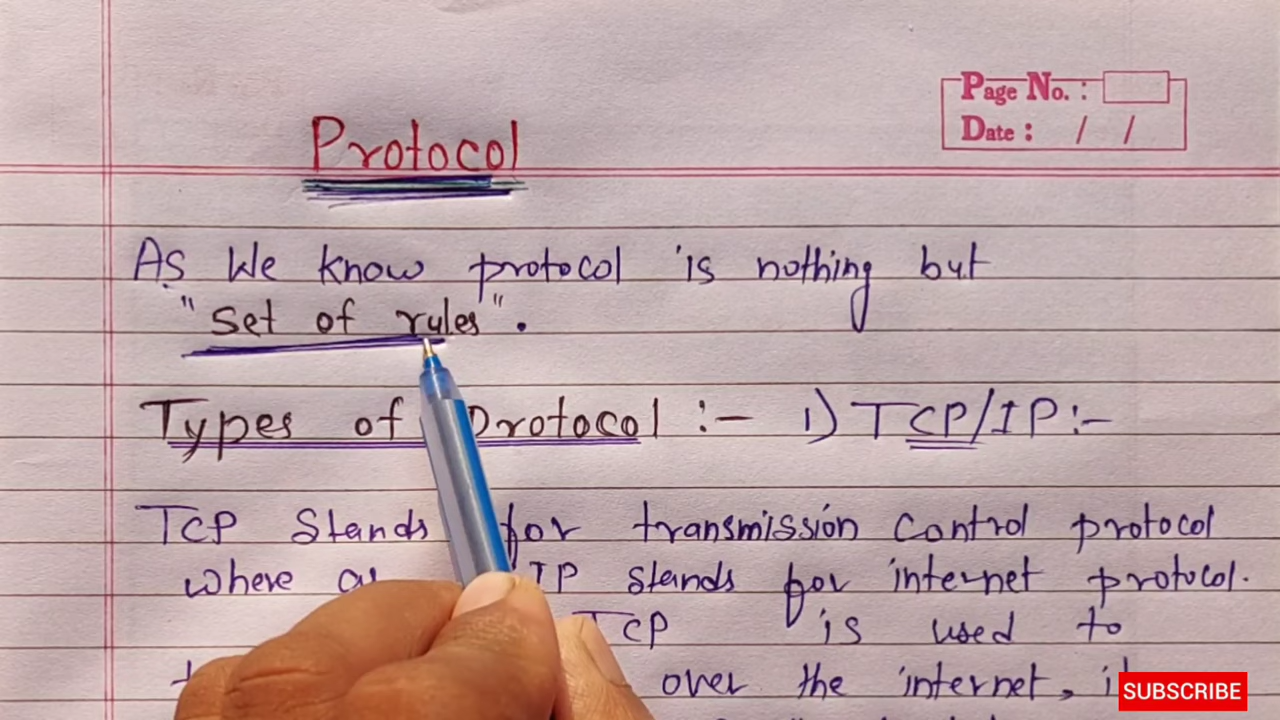 Page No. :
Date : / /
Protocol
As We know protocol is nothing but
"Set of rules".
Types of Protocol :- 1) TCP/IP:-
TCP Stands for transmission control protocol
where as IP stands for internet protocol.
TCP is used to
over the internet,
SUBSCRIBE